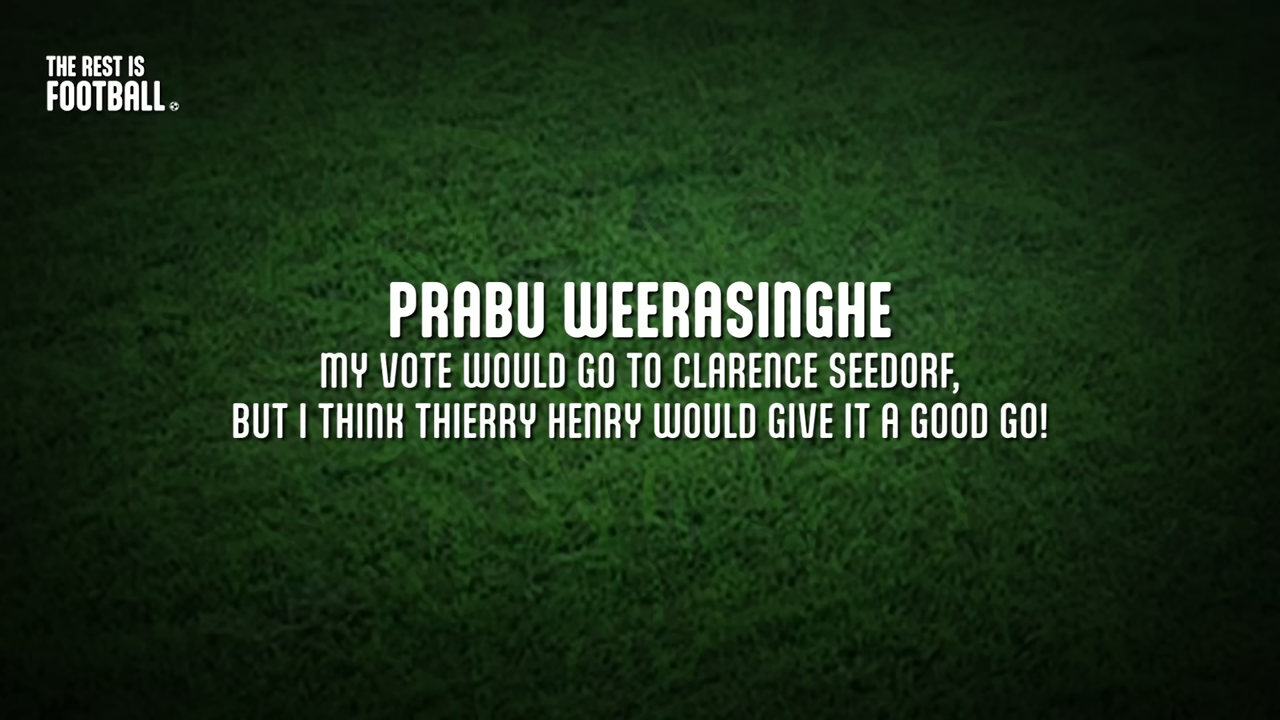 THE REST IS
FOOTBALL.
PRABU WEERASINGHE
MY VOTE WOULD GO TO CLARENCE SEEDORF,
BUT I THINK THIERRY HENRY WOULD GIVE IT A GOOD GO!